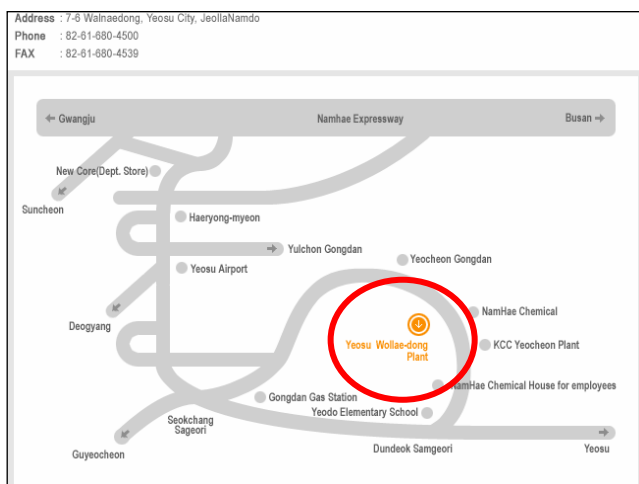 Address : 7-6 Walnaedong, Yeosu City, JeollaNamdo
Phone : 82-61-680-4500
FAX : 82-61-680-4539
Gwangju
Namhae Expressway
Busan
New Core(Dept. Store)
Suncheon
Haeryong-myeon
Yulchon Gongdan
Yeocheon Gongdan
Yeosu Airport
Deogyang
NamHae Chemical
Yeosu Wollae-dong
Plant
KCC Yeocheon Plant
NamHae Chemical House for employees
Gongdan Gas Station
Yeodo Elementary School
Seokchang
Sageori
Guyeocheon
Dundeok Samgeori
Yeosu